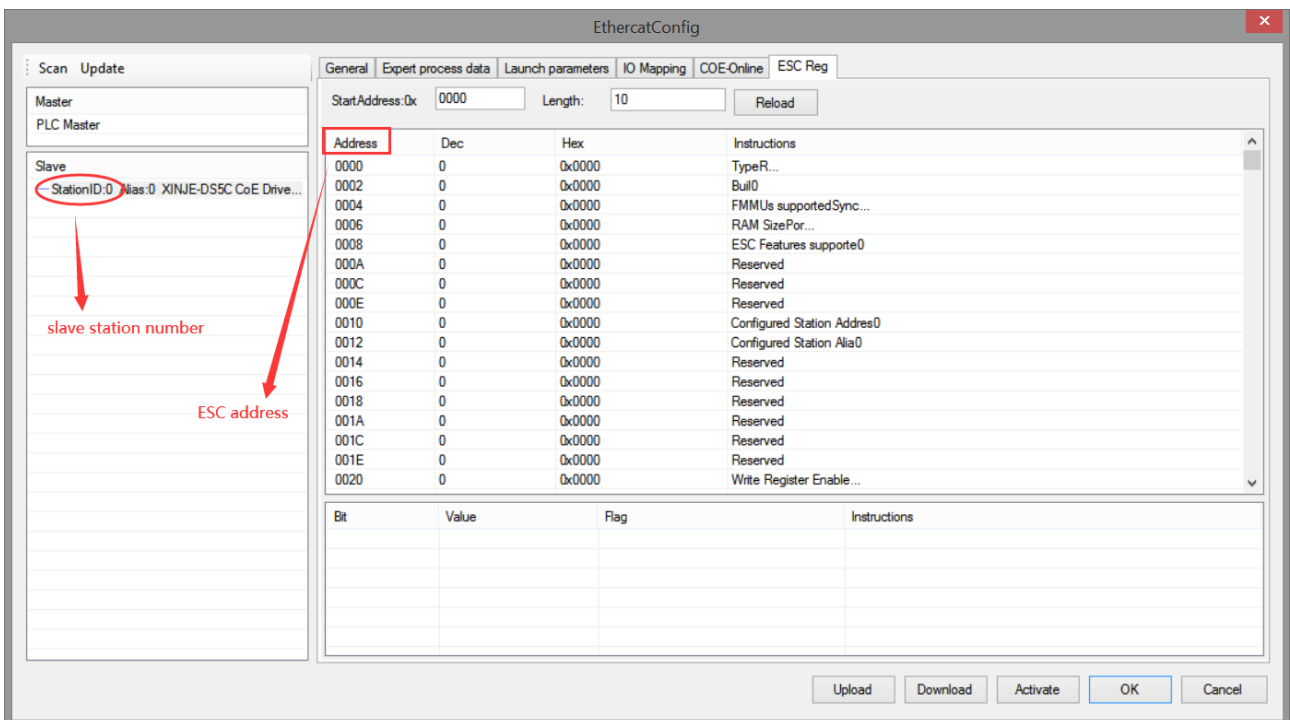 EthercatConfig
Scan Update
Master
PLC Master
Slave
StationID:0 Alias:0 XINJE-DS5C CoE Drive...
slave station number
ESC address
General Expert process data Launch parameters IO Mapping COE-Online ESC Reg
StartAddress:0x 0000 Length: 10 Reload
Address Dec Hex Instructions
0000 0 0x0000 TypeR...
0002 0 0x0000 Buil0
0004 0 0x0000 FMMUs supportedSync...
0006 0 0x0000 RAM SizePor...
0008 0 0x0000 ESC Features supporte0
000A 0 0x0000 Reserved
000C 0 0x0000 Reserved
000E 0 0x0000 Reserved
0010 0 0x0000 Configured Station Addres0
0012 0 0x0000 Configured Station Alia0
0014 0 0x0000 Reserved
0016 0 0x0000 Reserved
0018 0 0x0000 Reserved
001A 0 0x0000 Reserved
001C 0 0x0000 Reserved
001E 0 0x0000 Reserved
0020 0 0x0000 Write Register Enable...
Bit Value Flag Instructions
Upload Download Activate OK Cancel